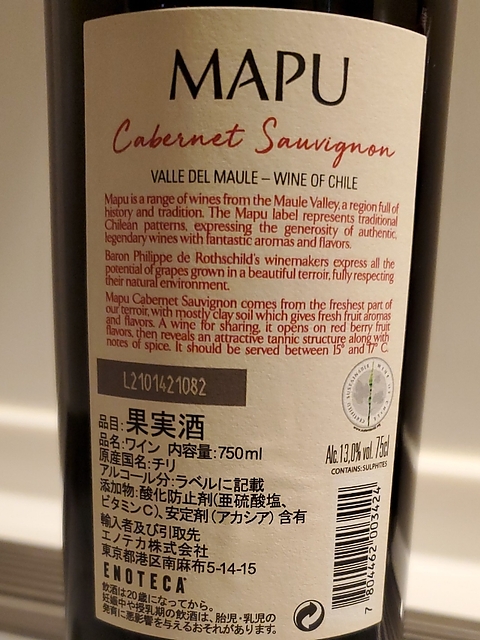 MAPU
Cabernet Sauvignon
VALLE DEL MAULE – WINE OF CHILE
Mapu is a range of wines from the Maule Valley, a region full of
history and tradition. The Mapu label represents traditional
Chilean patterns, expressing the generosity of authentic,
legendary wines with fantastic aromas and flavors.
Baron Philippe de Rothschild's winemakers express all the
potential of grapes grown in a beautiful terroir, fully respecting
their natural environment.
Mapu Cabernet Sauvignon comes from the freshest part of
our terroir, with mostly clay soil which gives fresh fruit aromas
and flavors. A wine for sharing, it opens on red berry fruit
flavors, then reveals an attractive tannic structure along with
notes of spice. It should be served between 15° and 17° C.
L2101421082
品目:果実酒
品名:ワイン 内容量:750ml
原産国名:チリ
アルコール分:ラベルに記載
添加物:酸化防止剤(亜硫酸塩、
ビタミンC)、安定剤(アカシア)含有
輸入者及び引取先
エノテカ株式会社
東京都港区南麻布5-14-15
ENOTECA
飲酒は20歳になってから。
妊娠中や授乳期の飲酒は、胎児・乳児の
発育に悪影響を与えるおそれがあります。
Alc. 13,0% vol. 75cl
CONTAINS: SULPHITES
7 804462 003424